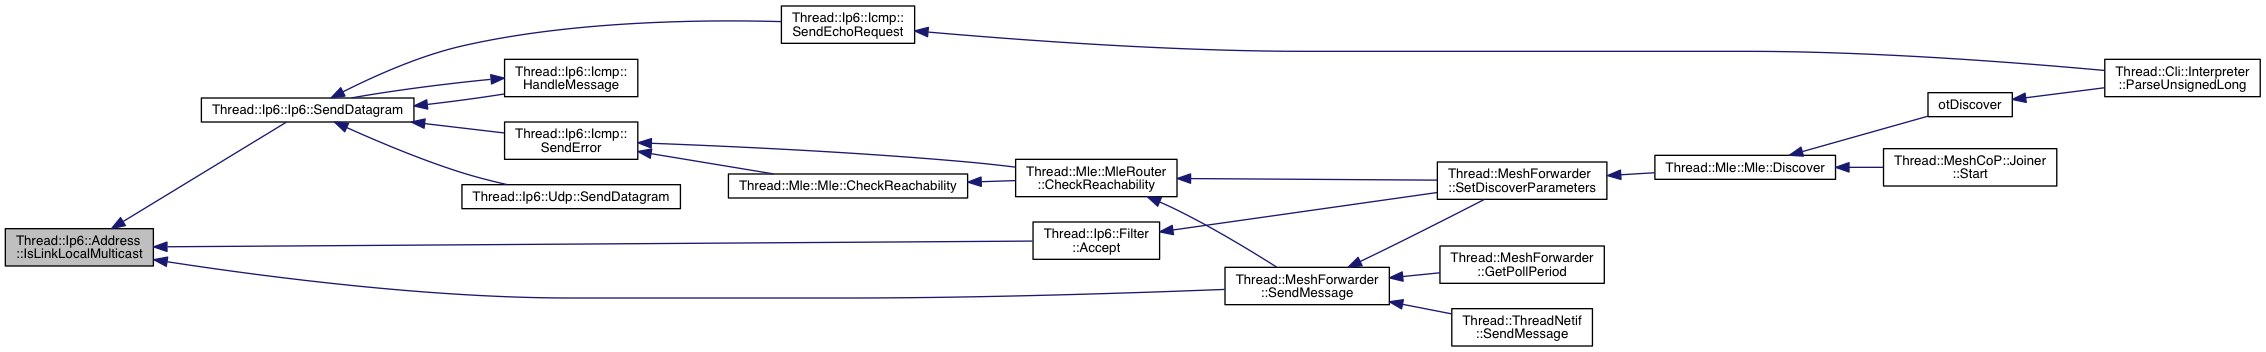 Thread::Ip6::Icmp::
SendEchoRequest
Thread::Ip6::Icmp::
HandleMessage
Thread::Cli::Interpreter
::ParseUnsignedLong
Thread::Ip6::Ip6::SendDatagram
otDiscover
Thread::Ip6::Icmp::
SendError
Thread::Mle::MleRouter
::CheckReachability
Thread::Mle::Mle::CheckReachability
Thread::MeshForwarder
::SetDiscoverParameters
Thread::Mle::Mle::Discover
Thread::MeshCoP::Joiner
::Start
Thread::Ip6::Udp::SendDatagram
Thread::Ip6::Address
::IsLinkLocalMulticast
Thread::Ip6::Filter
::Accept
Thread::MeshForwarder
::SendMessage
Thread::MeshForwarder
::GetPollPeriod
Thread::ThreadNetif
::SendMessage